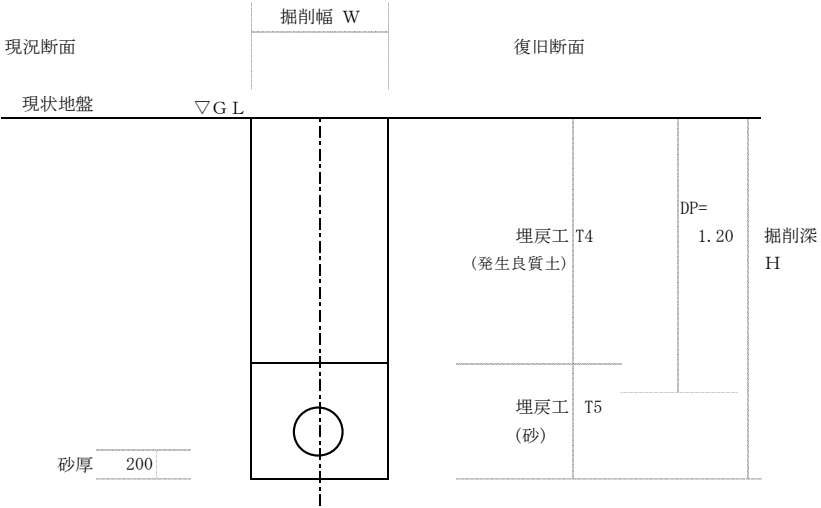 掘削幅 W
現況断面
復旧断面
現状地盤
▽GL
DP=
埋戻工 T4
1.20
掘削深
(発生良質土)
H
埋戻工 T5
(砂)
砂厚 200